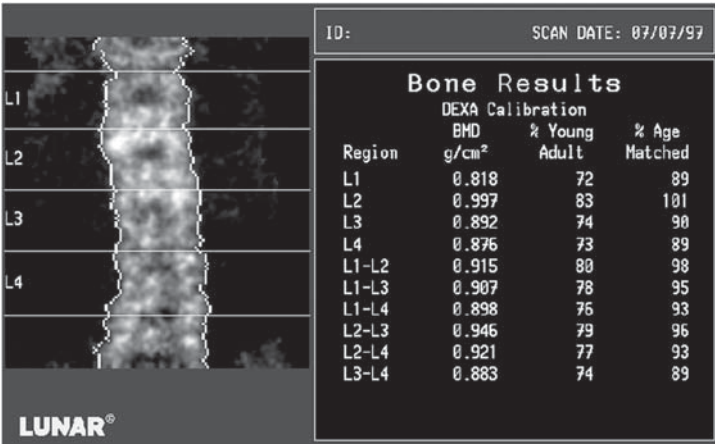 ID: SCAN DATE: 07/07/97
Bone Results
DEXA Calibration
BMD % Young % Age
Region g/cm² Adult Matched
L1 0.818 72 89
L2 0.997 83 101
L3 0.892 74 90
L4 0.876 73 89
L1-L2 0.915 80 98
L1-L3 0.907 78 95
L1-L4 0.898 76 93
L2-L3 0.946 79 96
L2-L4 0.921 77 93
L3-L4 0.883 74 89
L1
L2
L3
L4
LUNAR®